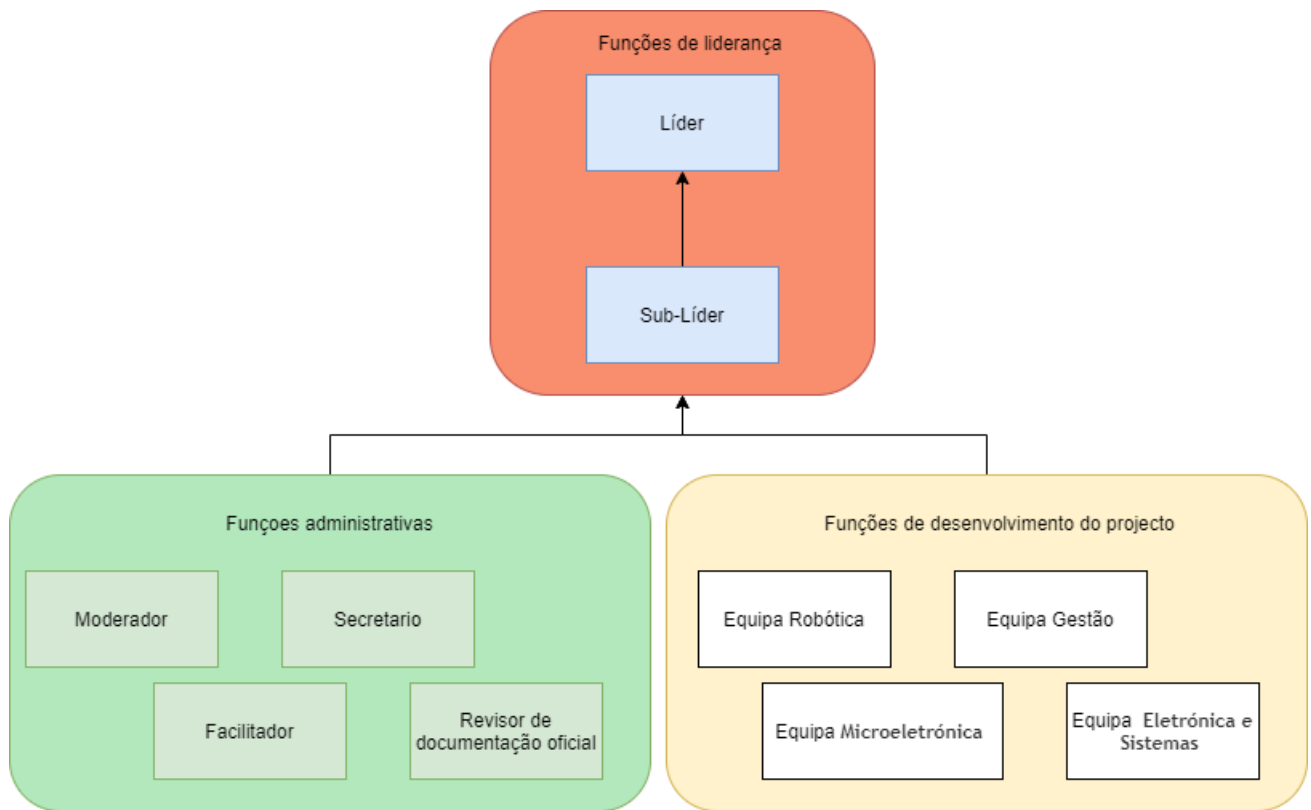 Funções de liderança
Líder
Sub-Líder
Funçoes administrativas
Moderador
Secretario
Facilitador
Revisor de
documentação oficial
Funções de desenvolvimento do projecto
Equipa Robótica
Equipa Gestão
Equipa Microeletrónica
Equipa Eletrónica e
Sistemas